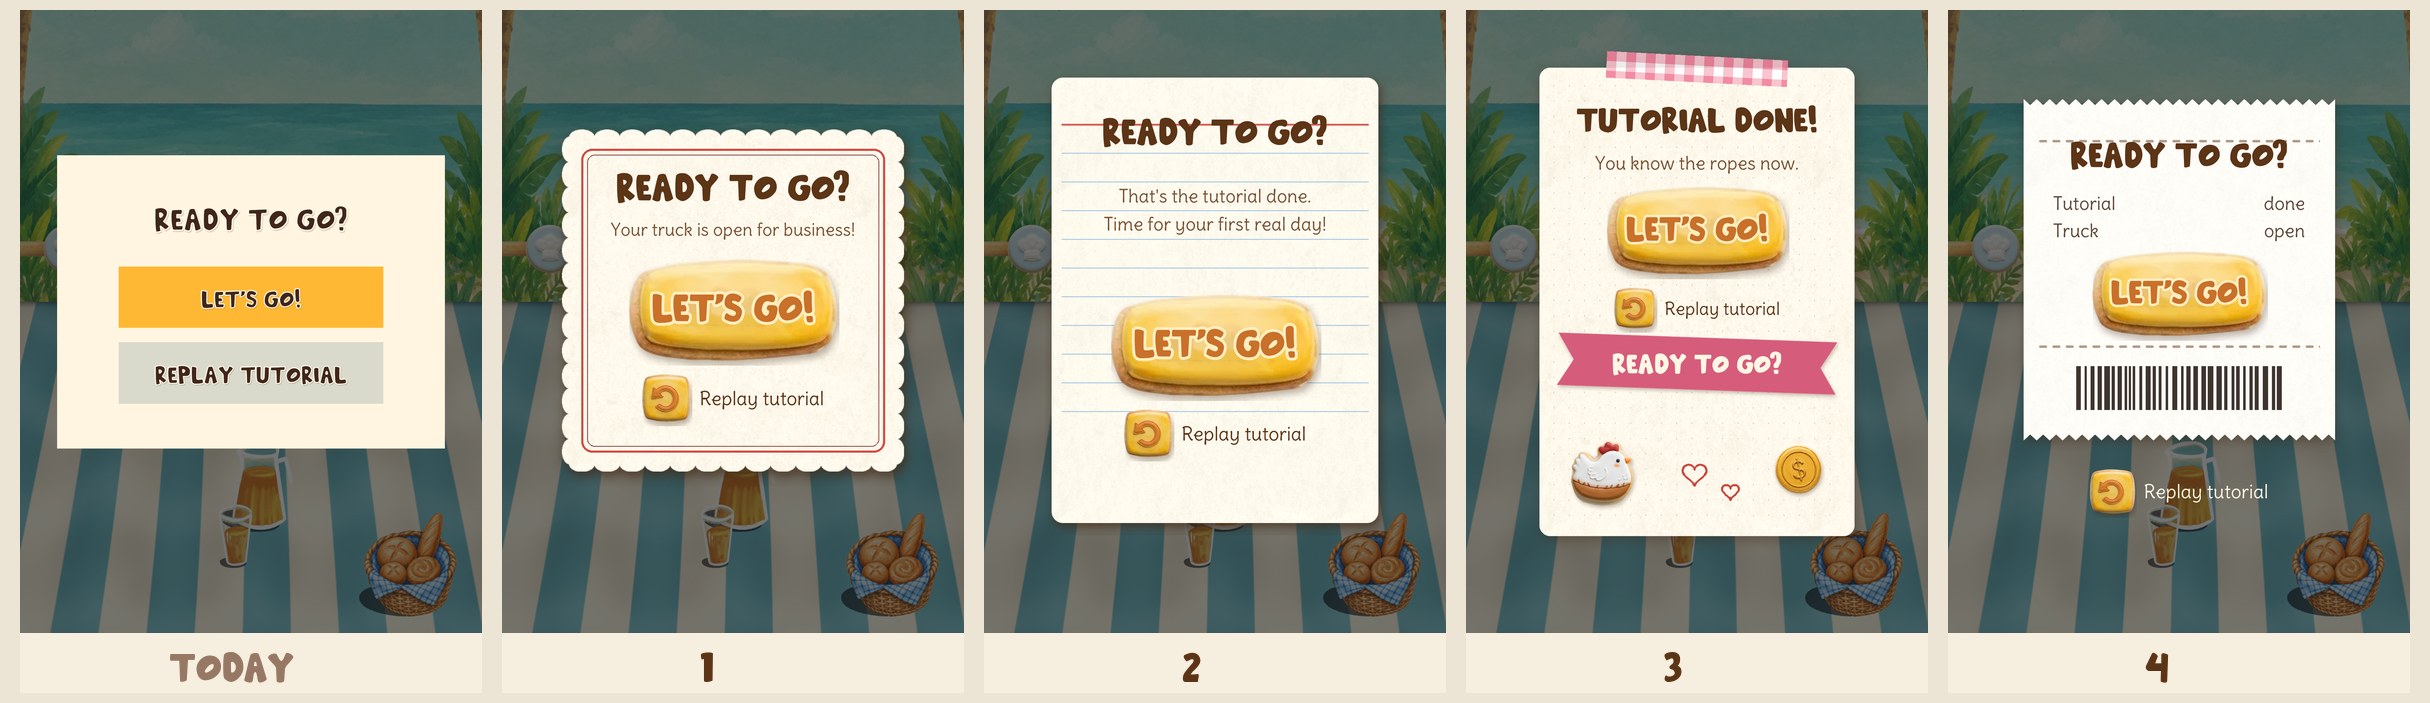 READY TO GO?
LET'S GO!
REPLAY TUTORIAL
TODAY
READY TO GO?
Your truck is open for business!
LET'S GO!
Replay tutorial
1
READY TO GO?
That's the tutorial done.
Time for your first real day!
LET'S GO!
Replay tutorial
2
TUTORIAL DONE!
You know the ropes now.
LET'S GO!
Replay tutorial
READY TO GO?
$
3
READY TO GO?
Tutorial done
Truck open
LET'S GO!
Replay tutorial
4